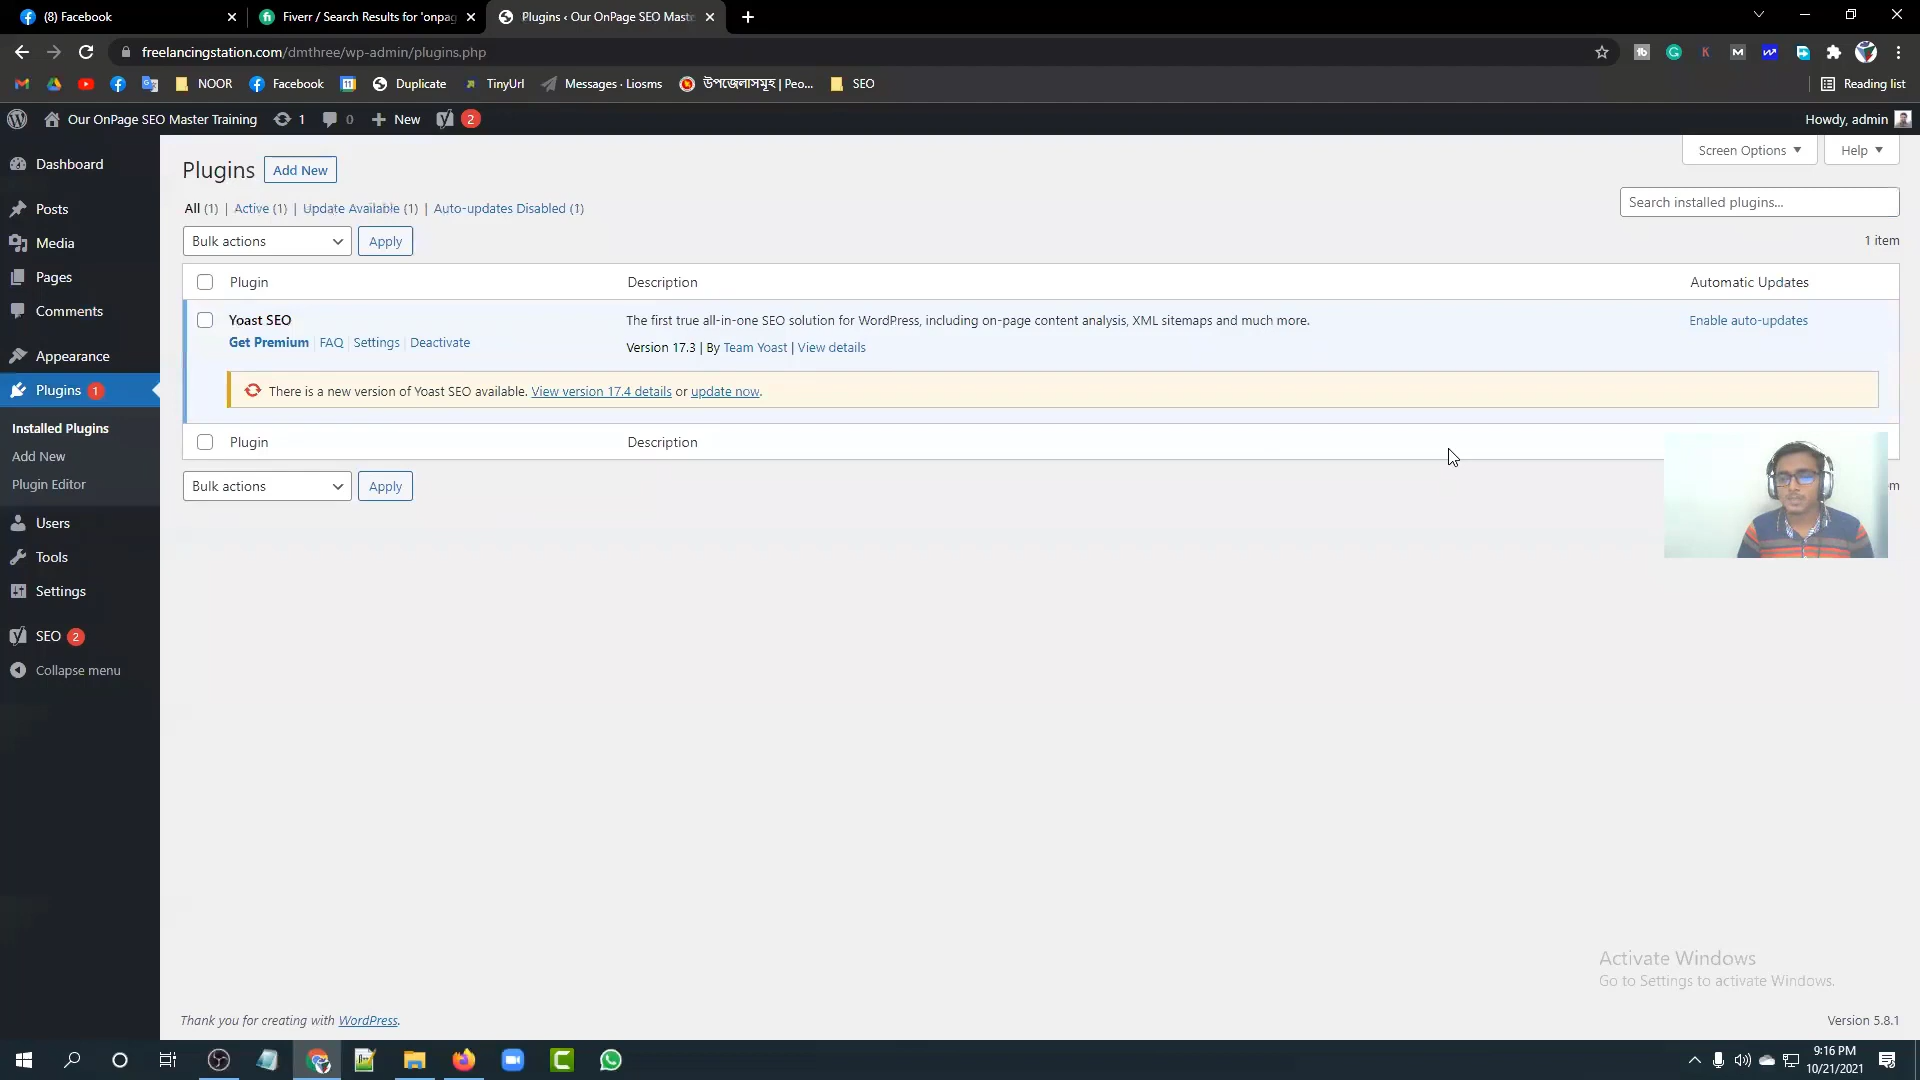 (8) Facebook
Fiverr / Search Results for 'onpag
Plugins ‹ Our OnPage SEO Maste
freelancingstation.com/dmthree/wp-admin/plugins.php
NOOR
Facebook
Duplicate
TinyUrl
Messages · Liosms
উপজেলাসমূহ | Peo...
SEO
Reading list
Our OnPage SEO Master Training
1
0
New
2
Howdy, admin
Dashboard
Posts
Media
Pages
Comments
Appearance
Plugins 1
Installed Plugins
Add New
Plugin Editor
Users
Tools
Settings
SEO 2
Collapse menu
Screen Options
Help
Plugins Add New
All (1) | Active (1) | Update Available (1) | Auto-updates Disabled (1)
Search installed plugins...
Bulk actions
Apply
1 item
Plugin
Description
Automatic Updates
Yoast SEO
Get Premium | FAQ | Settings | Deactivate
The first true all-in-one SEO solution for WordPress, including on-page content analysis, XML sitemaps and much more.
Version 17.3 | By Team Yoast | View details
Enable auto-updates
There is a new version of Yoast SEO available. View version 17.4 details or update now.
Plugin
Description
Bulk actions
Apply
m
Activate Windows
Go to Settings to activate Windows.
Thank you for creating with WordPress.
Version 5.8.1
9:16 PM
10/21/2021